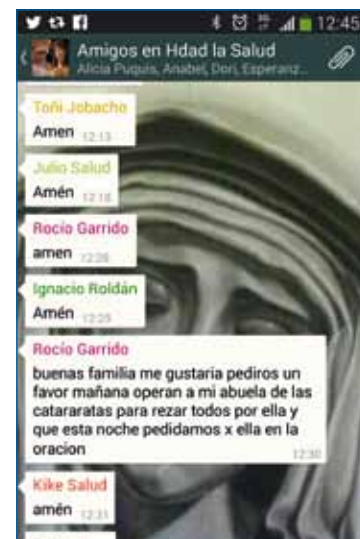 12:45
Amigos en Hdad la Salud
Alicia Puquis, Anabel, Dori, Esperanz...
Toñi Jobacho
Amen 12:13
Julio Salud
Amén 12:18
Rocío Garrido
amen 12:26
Ignacio Roldán
Amén 12:29
Rocío Garrido
buenas familia me gustaria pediros un
favor mañana operan a mi abuela de las
catararatas para rezar todos por ella y
que esta noche pedidamos x ella en la
oracion
12:30
Kike Salud
amén 12:31